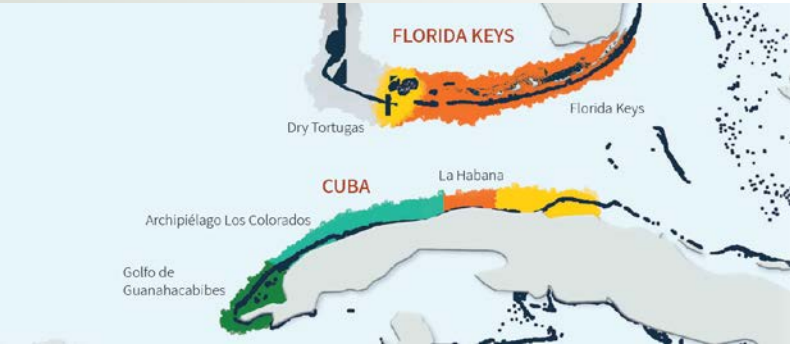 FLORIDA KEYS
Florida Keys
Dry Tortugas
La Habana
CUBA
Archipiélago Los Colorados
Golfo de
Guanahacabibes